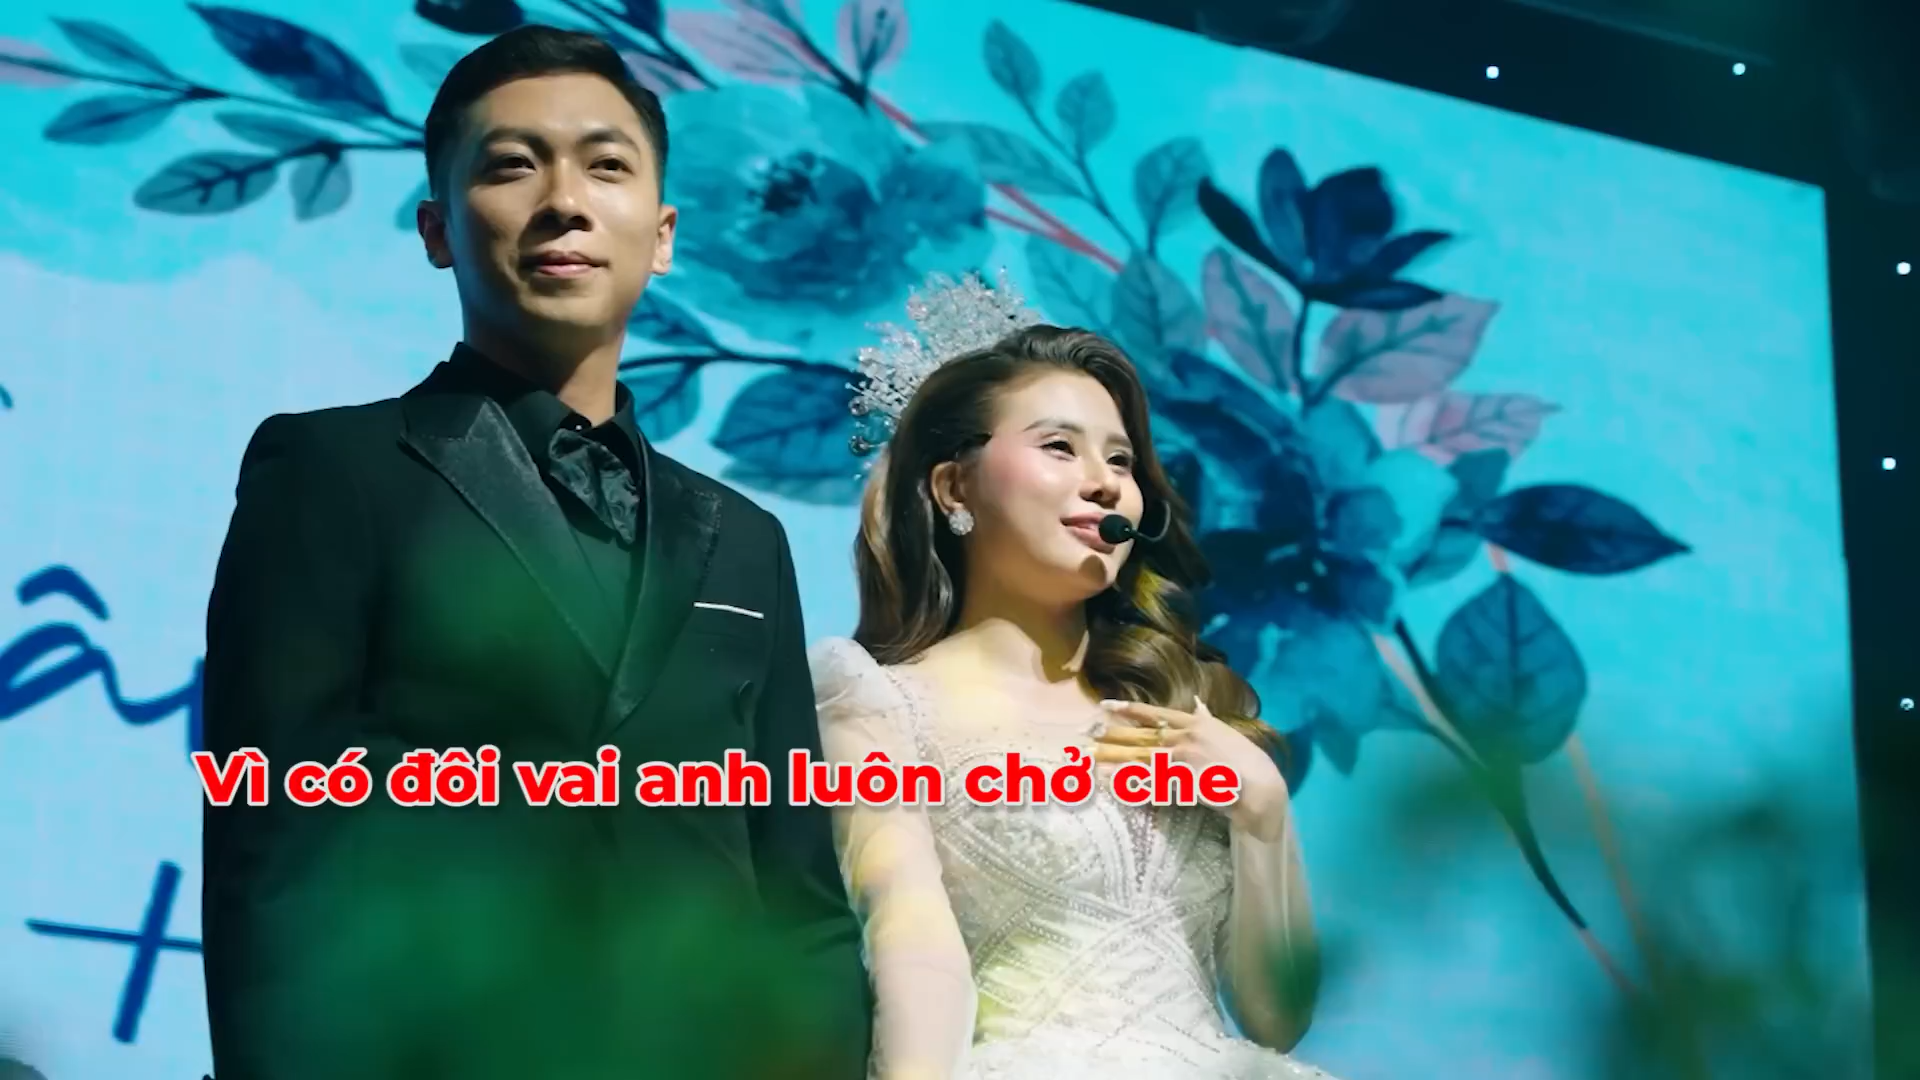 Vì có đôi vai anh luôn chở che
+